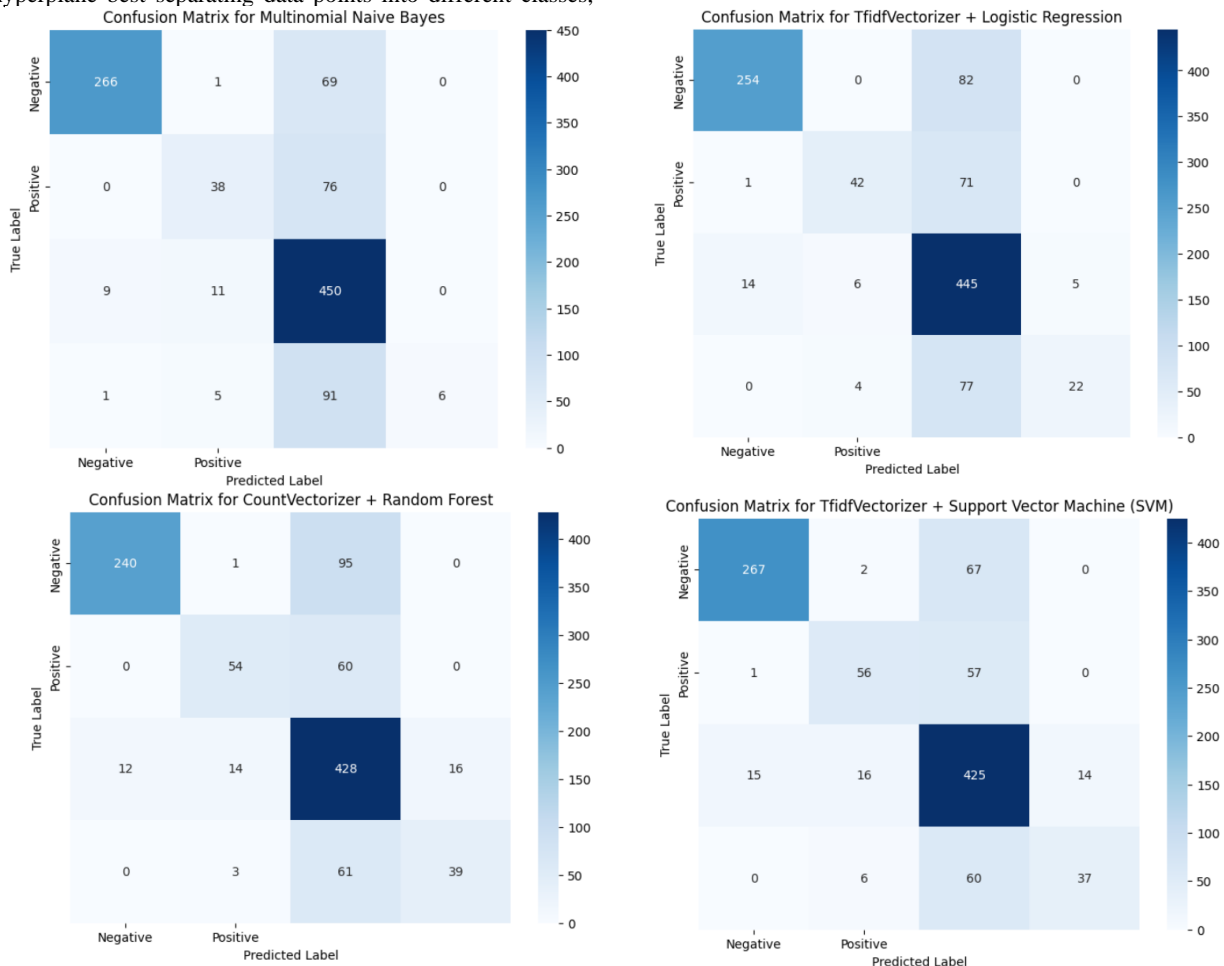 hyperplane best separating data points into different classes,
Confusion Matrix for Multinomial Naive Bayes
450
400
350
300
250
200
150
100
50
0
True Label
Negative
Positive
266 1 69 0
0 38 76 0
9 11 450 0
1 5 91 6
Negative Positive
Predicted Label
Confusion Matrix for TfidfVectorizer + Logistic Regression
400
350
300
250
200
150
100
50
0
True Label
Negative
Positive
254 0 82 0
1 42 71 0
14 6 445 5
0 4 77 22
Negative Positive
Predicted Label
Confusion Matrix for CountVectorizer + Random Forest
400
350
300
250
200
150
100
50
0
True Label
Negative
Positive
240 1 95 0
0 54 60 0
12 14 428 16
0 3 61 39
Negative Positive
Predicted Label
Confusion Matrix for TfidfVectorizer + Support Vector Machine (SVM)
400
350
300
250
200
150
100
50
0
True Label
Negative
Positive
267 2 67 0
1 56 57 0
15 16 425 14
0 6 60 37
Negative Positive
Predicted Label